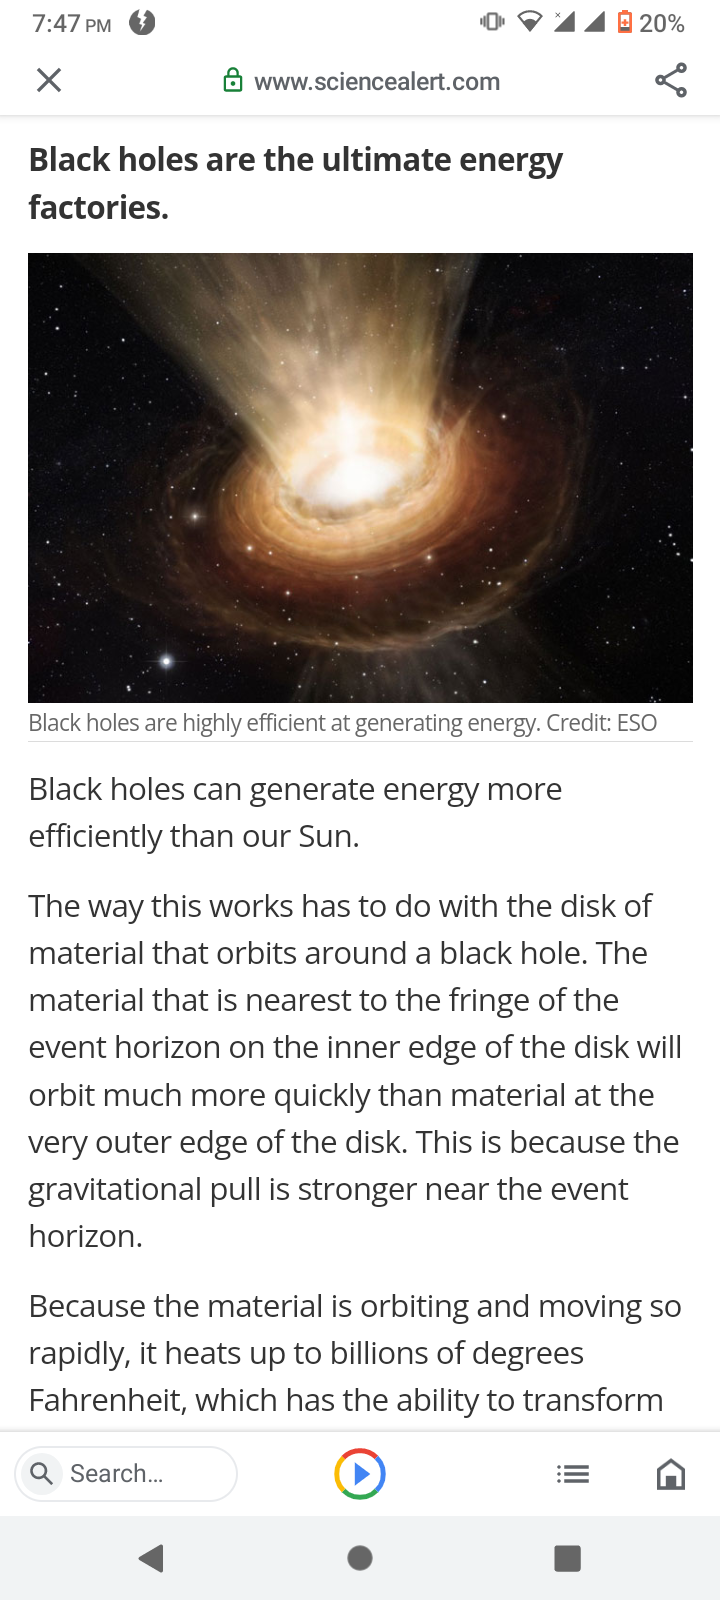 7:47 PM
20%
www.sciencealert.com
Black holes are the ultimate energy
factories.
Black holes are highly efficient at generating energy. Credit: ESO
Black holes can generate energy more
efficiently than our Sun.
The way this works has to do with the disk of
material that orbits around a black hole. The
material that is nearest to the fringe of the
event horizon on the inner edge of the disk will
orbit much more quickly than material at the
very outer edge of the disk. This is because the
gravitational pull is stronger near the event
horizon.
Because the material is orbiting and moving so
rapidly, it heats up to billions of degrees
Fahrenheit, which has the ability to transform
Search...